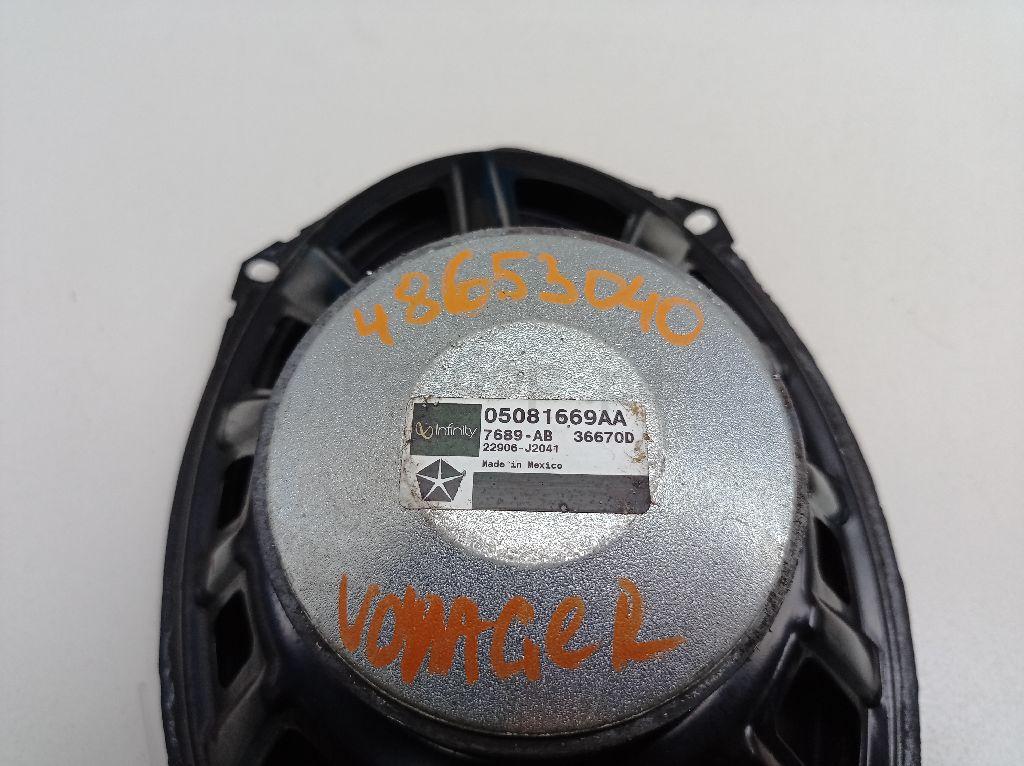 48653040
Infinity
05081669AA
7689-AB 36670D
22906-J2041
Made in Mexico
VOYAGER